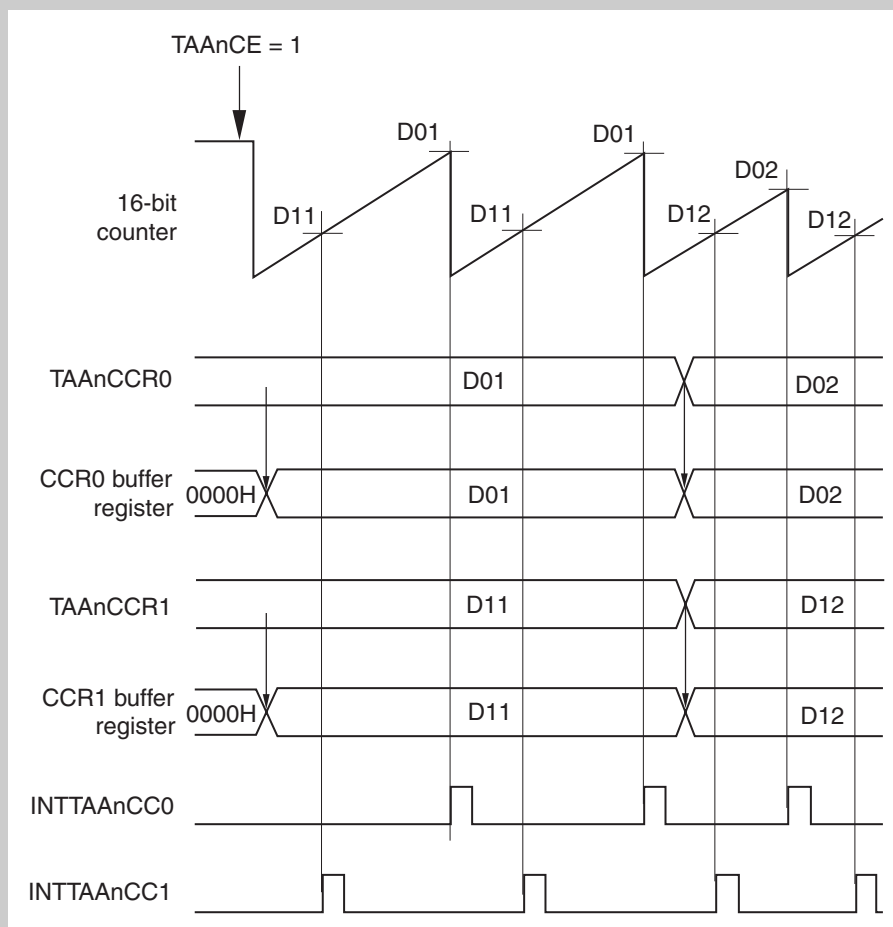 TAAnCE = 1
D01
D01
D02
16-bit
counter
D11
D11
D12
D12
TAAnCCR0
D01
D02
CCR0 buffer
register
0000H
D01
D02
TAAnCCR1
D11
D12
CCR1 buffer
register
0000H
D11
D12
INTTAAnCC0
INTTAAnCC1